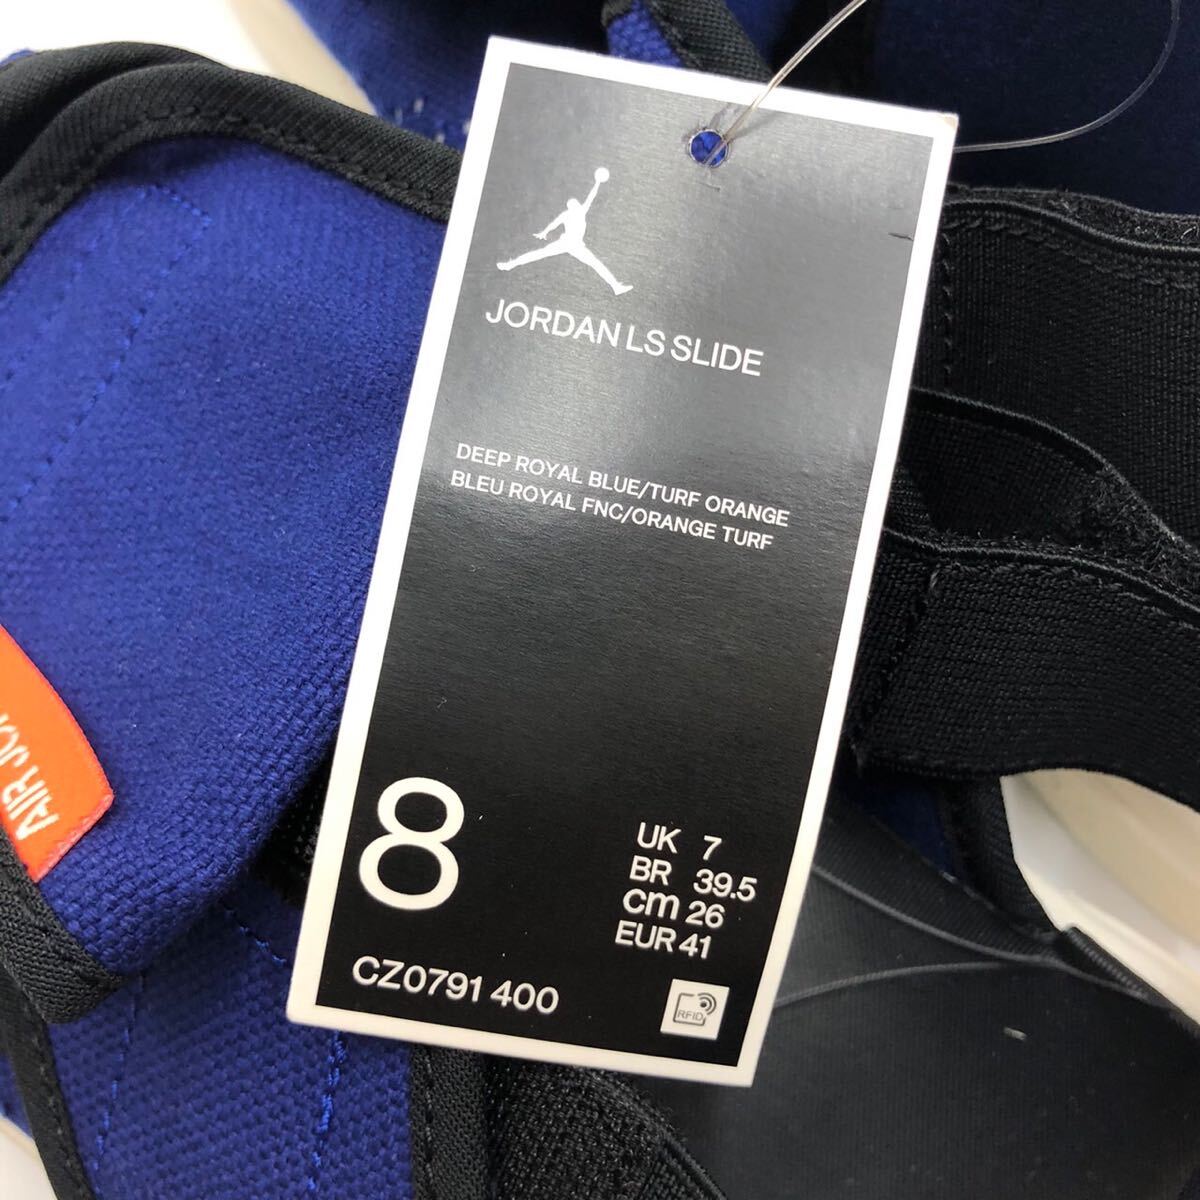 JORDAN LS SLIDE
DEEP ROYAL BLUE/TURF ORANGE
BLEU ROYAL FNC/ORANGE TURF
8
UK 7
BR 39.5
cm 26
EUR 41
CZ0791 400
RFID
AIR